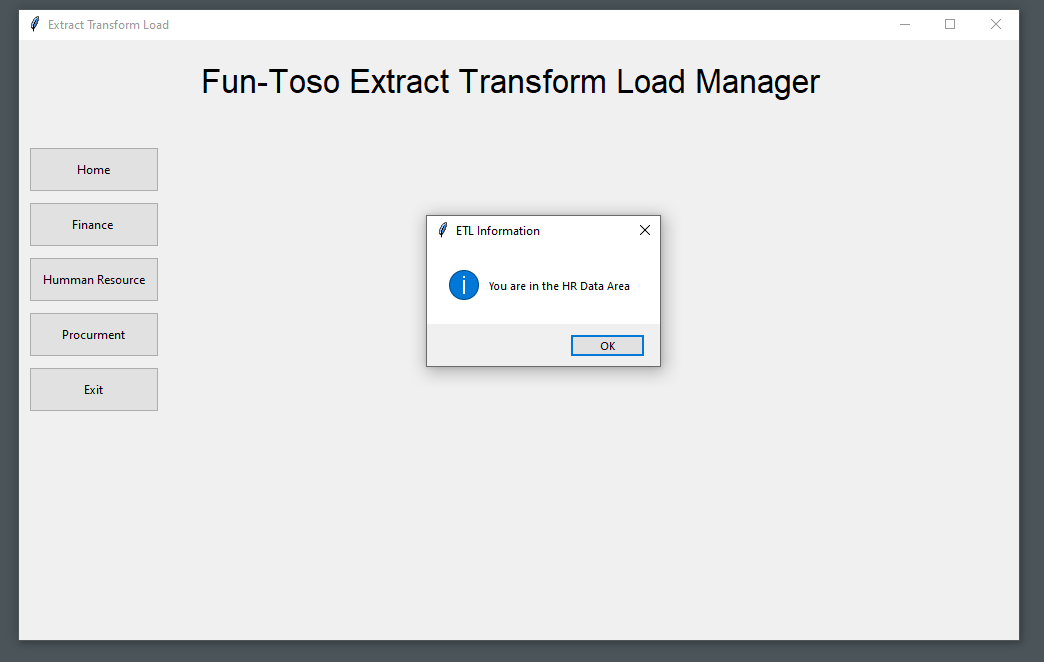 Extract Transform Load
Fun-Toso Extract Transform Load Manager
Home
Finance
Humman Resource
Procurment
Exit
ETL Information
You are in the HR Data Area
OK